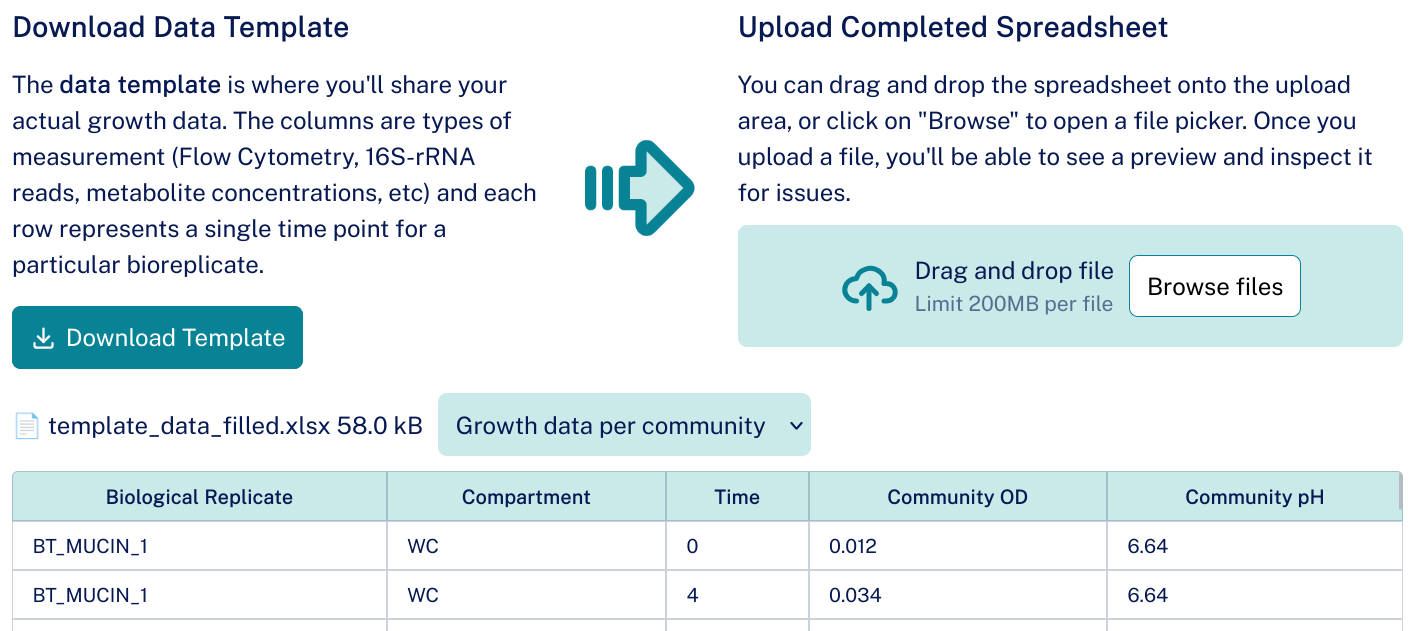 Download Data Template
The data template is where you'll share your
actual growth data. The columns are types of
measurement (Flow Cytometry, 16S-rRNA
reads, metabolite concentrations, etc) and each
row represents a single time point for a
particular bioreplicate.
Download Template
Upload Completed Spreadsheet
You can drag and drop the spreadsheet onto the upload
area, or click on "Browse" to open a file picker. Once you
upload a file, you'll be able to see a preview and inspect it
for issues.
Drag and drop file
Limit 200MB per file
Browse files
template_data_filled.xlsx 58.0 kB
Growth data per community
Biological Replicate Compartment Time Community OD Community pH
BT_MUCIN_1 WC 0 0.012 6.64
BT_MUCIN_1 WC 4 0.034 6.64